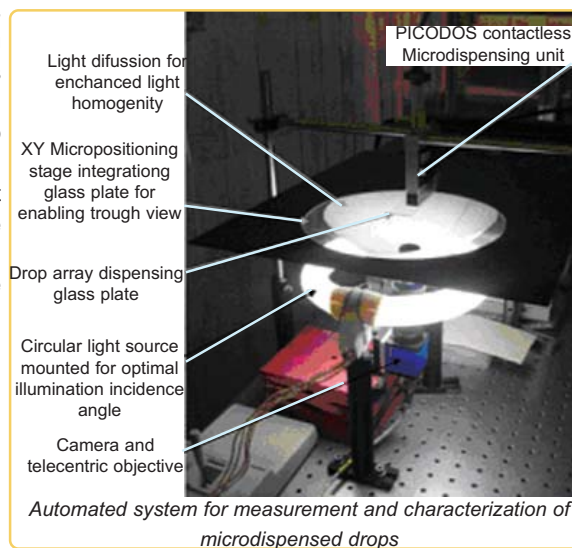 PICODOS contactless
Microdispensing unit
Light difussion for
enchanced light
homogenity
XY Micropositioning
stage integrationg
glass plate for
enabling trough view
Drop array dispensing
glass plate
Circular light source
mounted for optimal
illumination incidence
angle
Camera and
telecentric objective
Automated system for measurement and characterization of
microdispensed drops